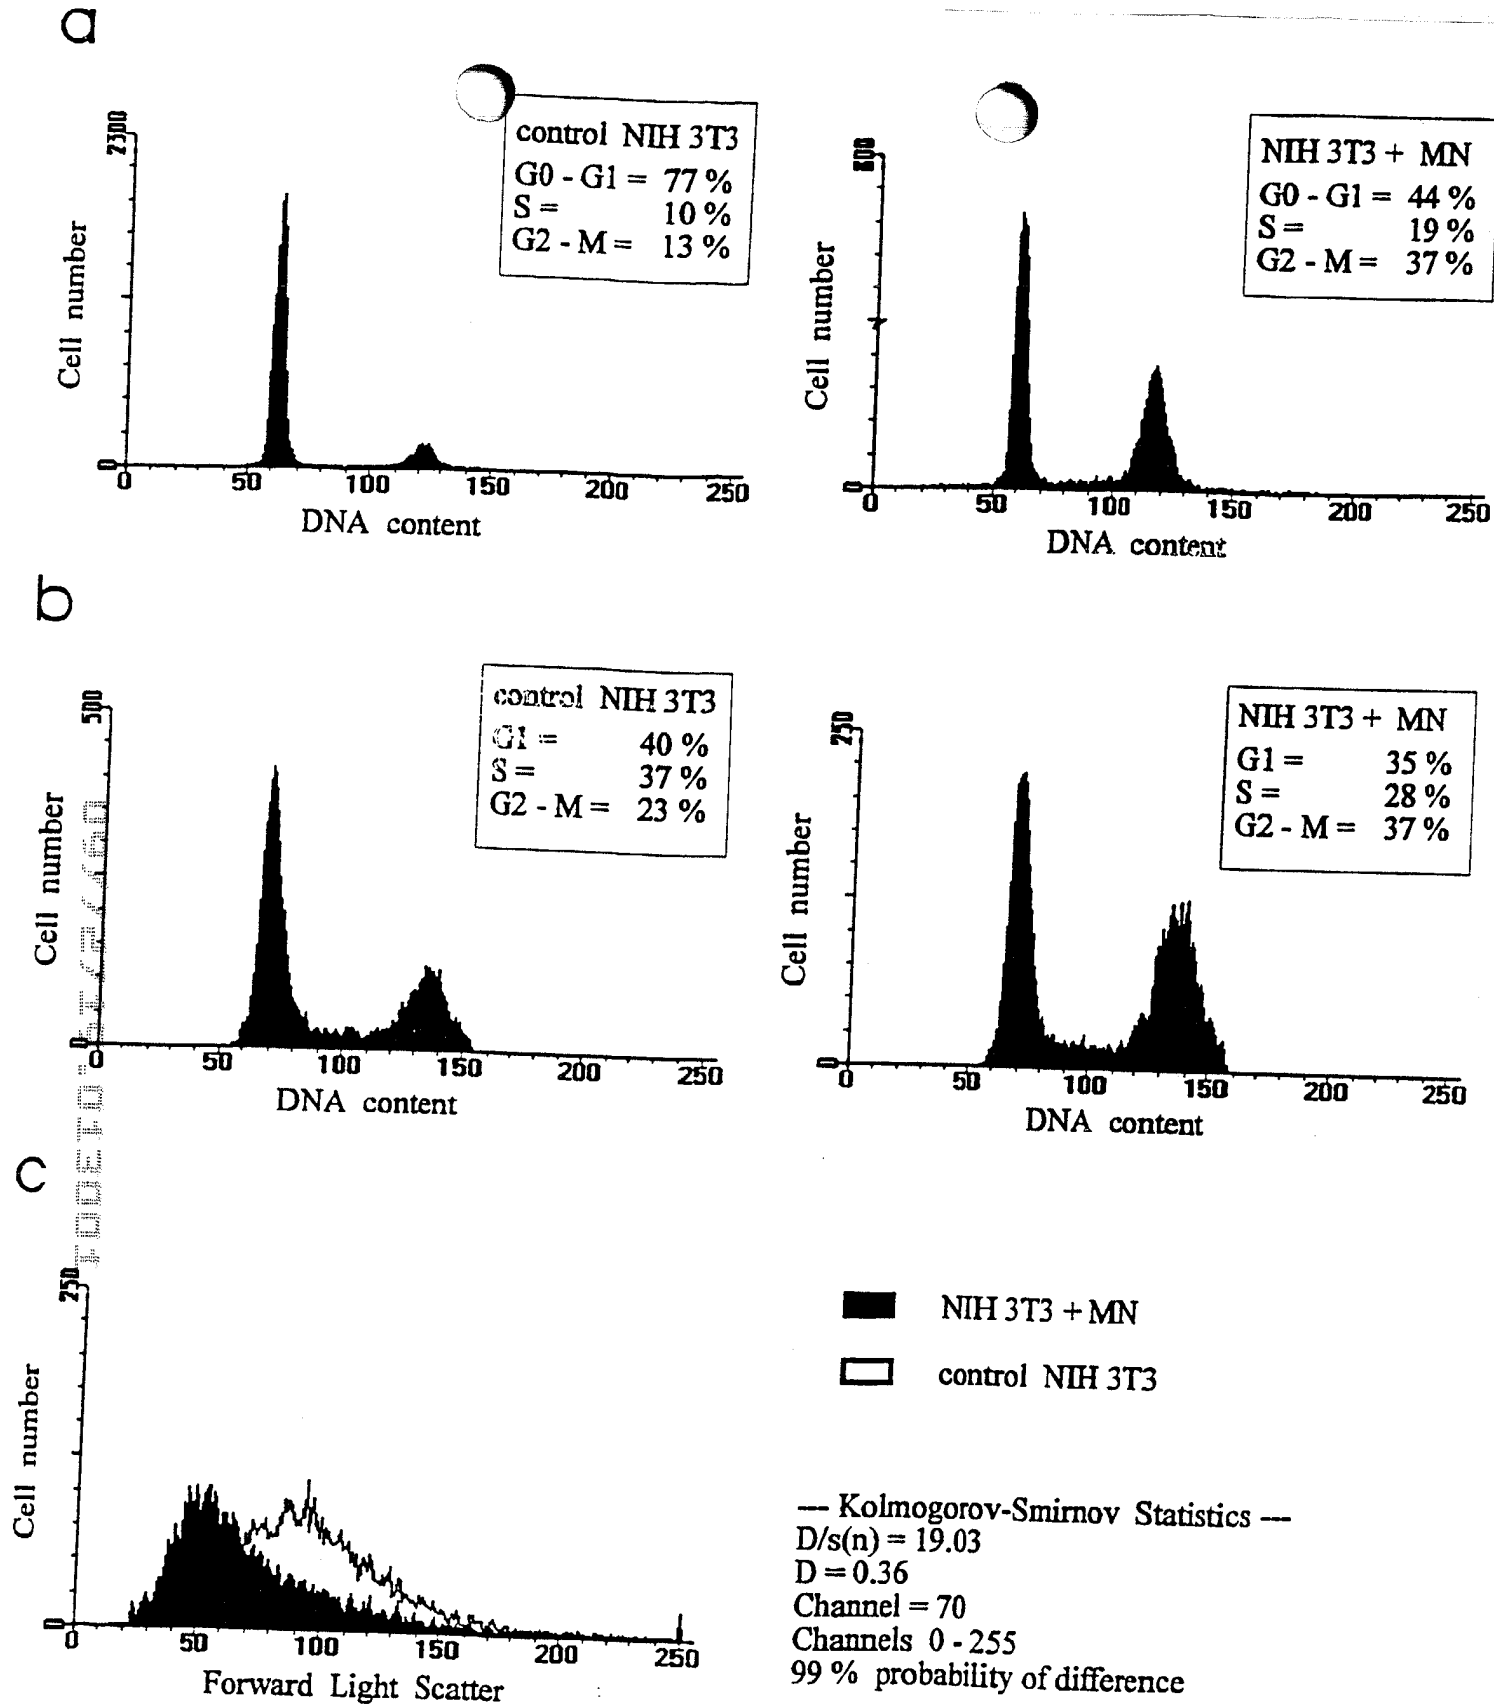 a
control NIH 3T3
G0 - G1 = 77 %
S = 10 %
G2 - M = 13 %
2300
Cell number
0
0 50 100 150 200 250
DNA content
NIH 3T3 + MN
G0 - G1 = 44 %
S = 19 %
G2 - M = 37 %
Cell number
0
0 50 100 150 200 250
DNA content
b
control NIH 3T3
G1 = 40 %
S = 37 %
G2 - M = 23 %
500
Cell number
0
0 50 100 150 200 250
DNA content
NIH 3T3 + MN
G1 = 35 %
S = 28 %
G2 - M = 37 %
250
Cell number
0
0 50 100 150 200 250
DNA content
c
250
Cell number
0
0 50 100 150 200 250
Forward Light Scatter
NIH 3T3 + MN
control NIH 3T3
--- Kolmogorov-Smirnov Statistics ---
D/s(n) = 19.03
D = 0.36
Channel = 70
Channels 0 - 255
99 % probability of difference